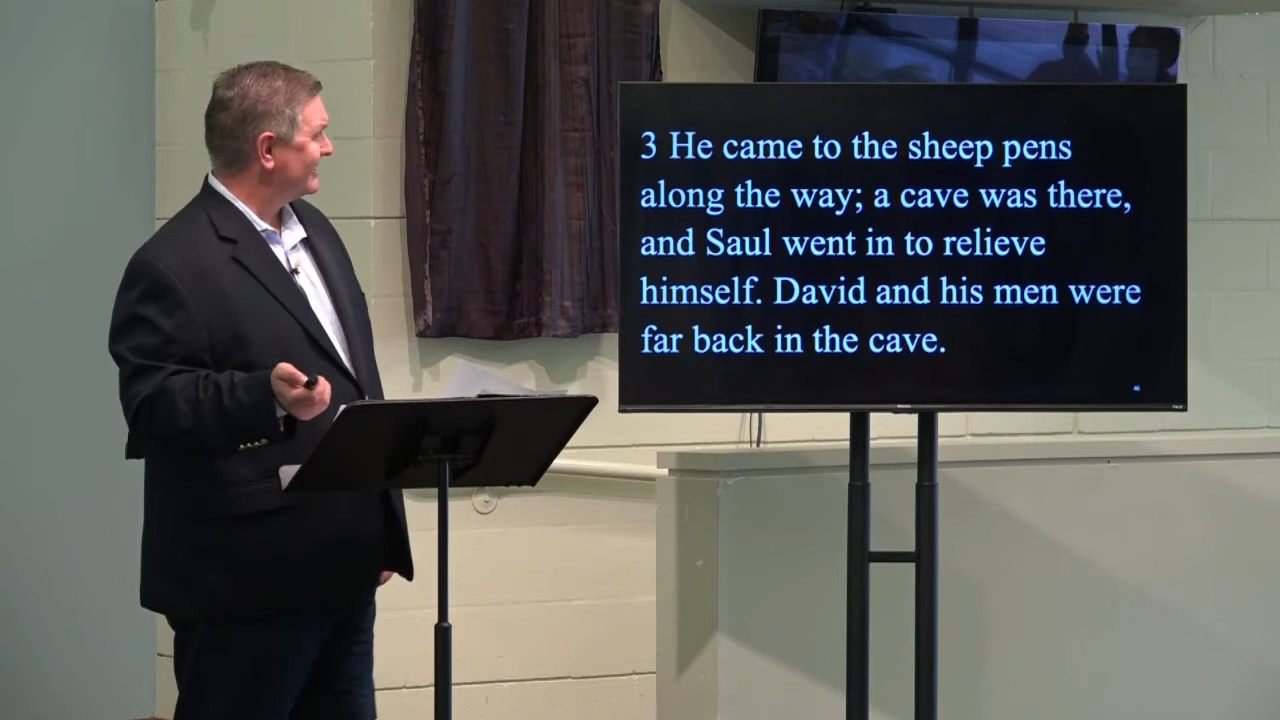 3 He came to the sheep pens
along the way; a cave was there,
and Saul went in to relieve
himself. David and his men were
far back in the cave.